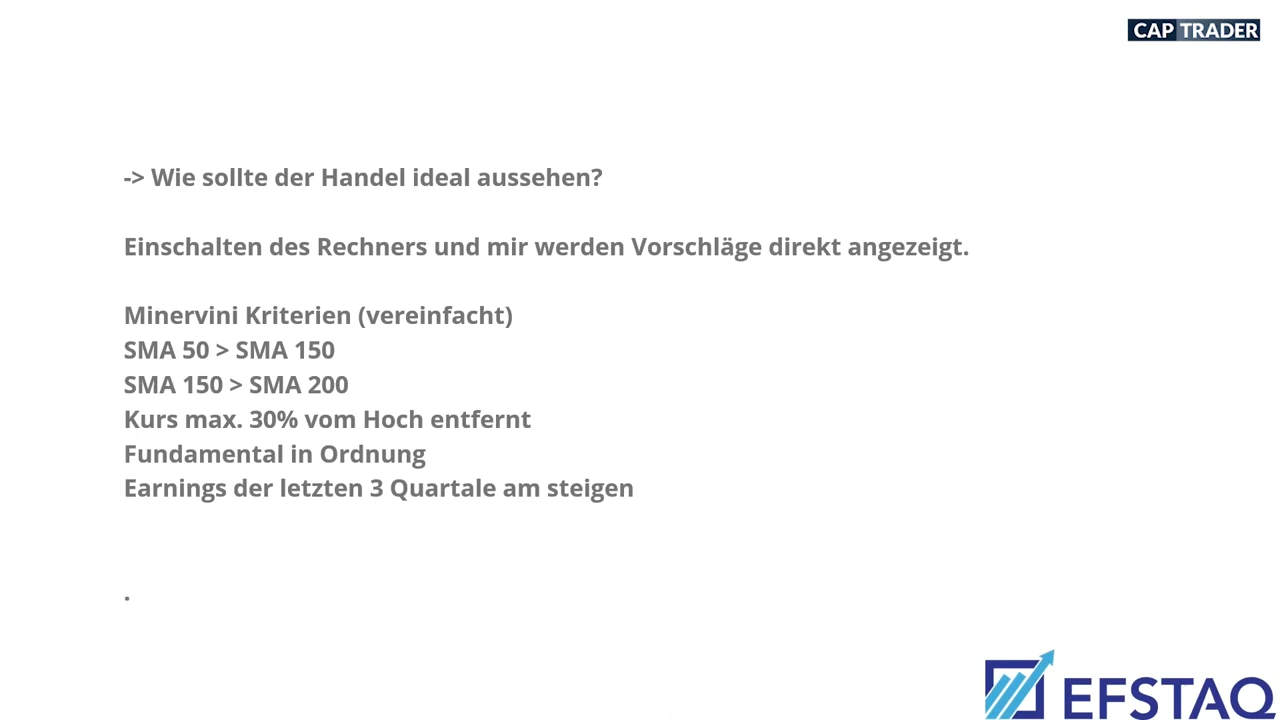 CAP TRADER
-> Wie sollte der Handel ideal aussehen?
Einschalten des Rechners und mir werden Vorschläge direkt angezeigt.
Minervini Kriterien (vereinfacht)
SMA 50 > SMA 150
SMA 150 > SMA 200
Kurs max. 30% vom Hoch entfernt
Fundamental in Ordnung
Earnings der letzten 3 Quartale am steigen
.
EFSTAQ